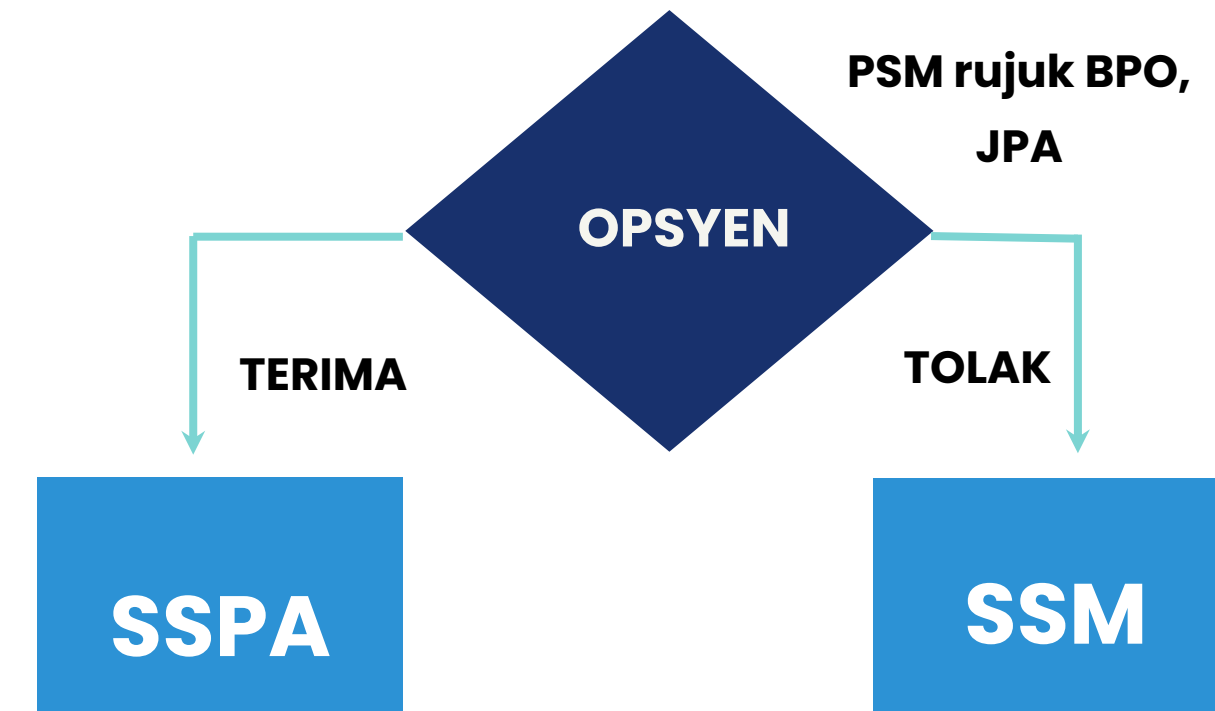 PSM rujuk BPO,
JPA
OPSYEN
TERIMA
TOLAK
SSPA
SSM